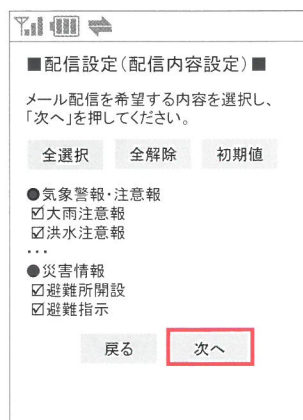 ■配信設定(配信内容設定)■
メール配信を希望する内容を選択し、
「次へ」を押してください。
全選択 全解除 初期値
●気象警報・注意報
☑大雨注意報
☑洪水注意報
・・・
●災害情報
☑避難所開設
☑避難指示
戻る 次へ